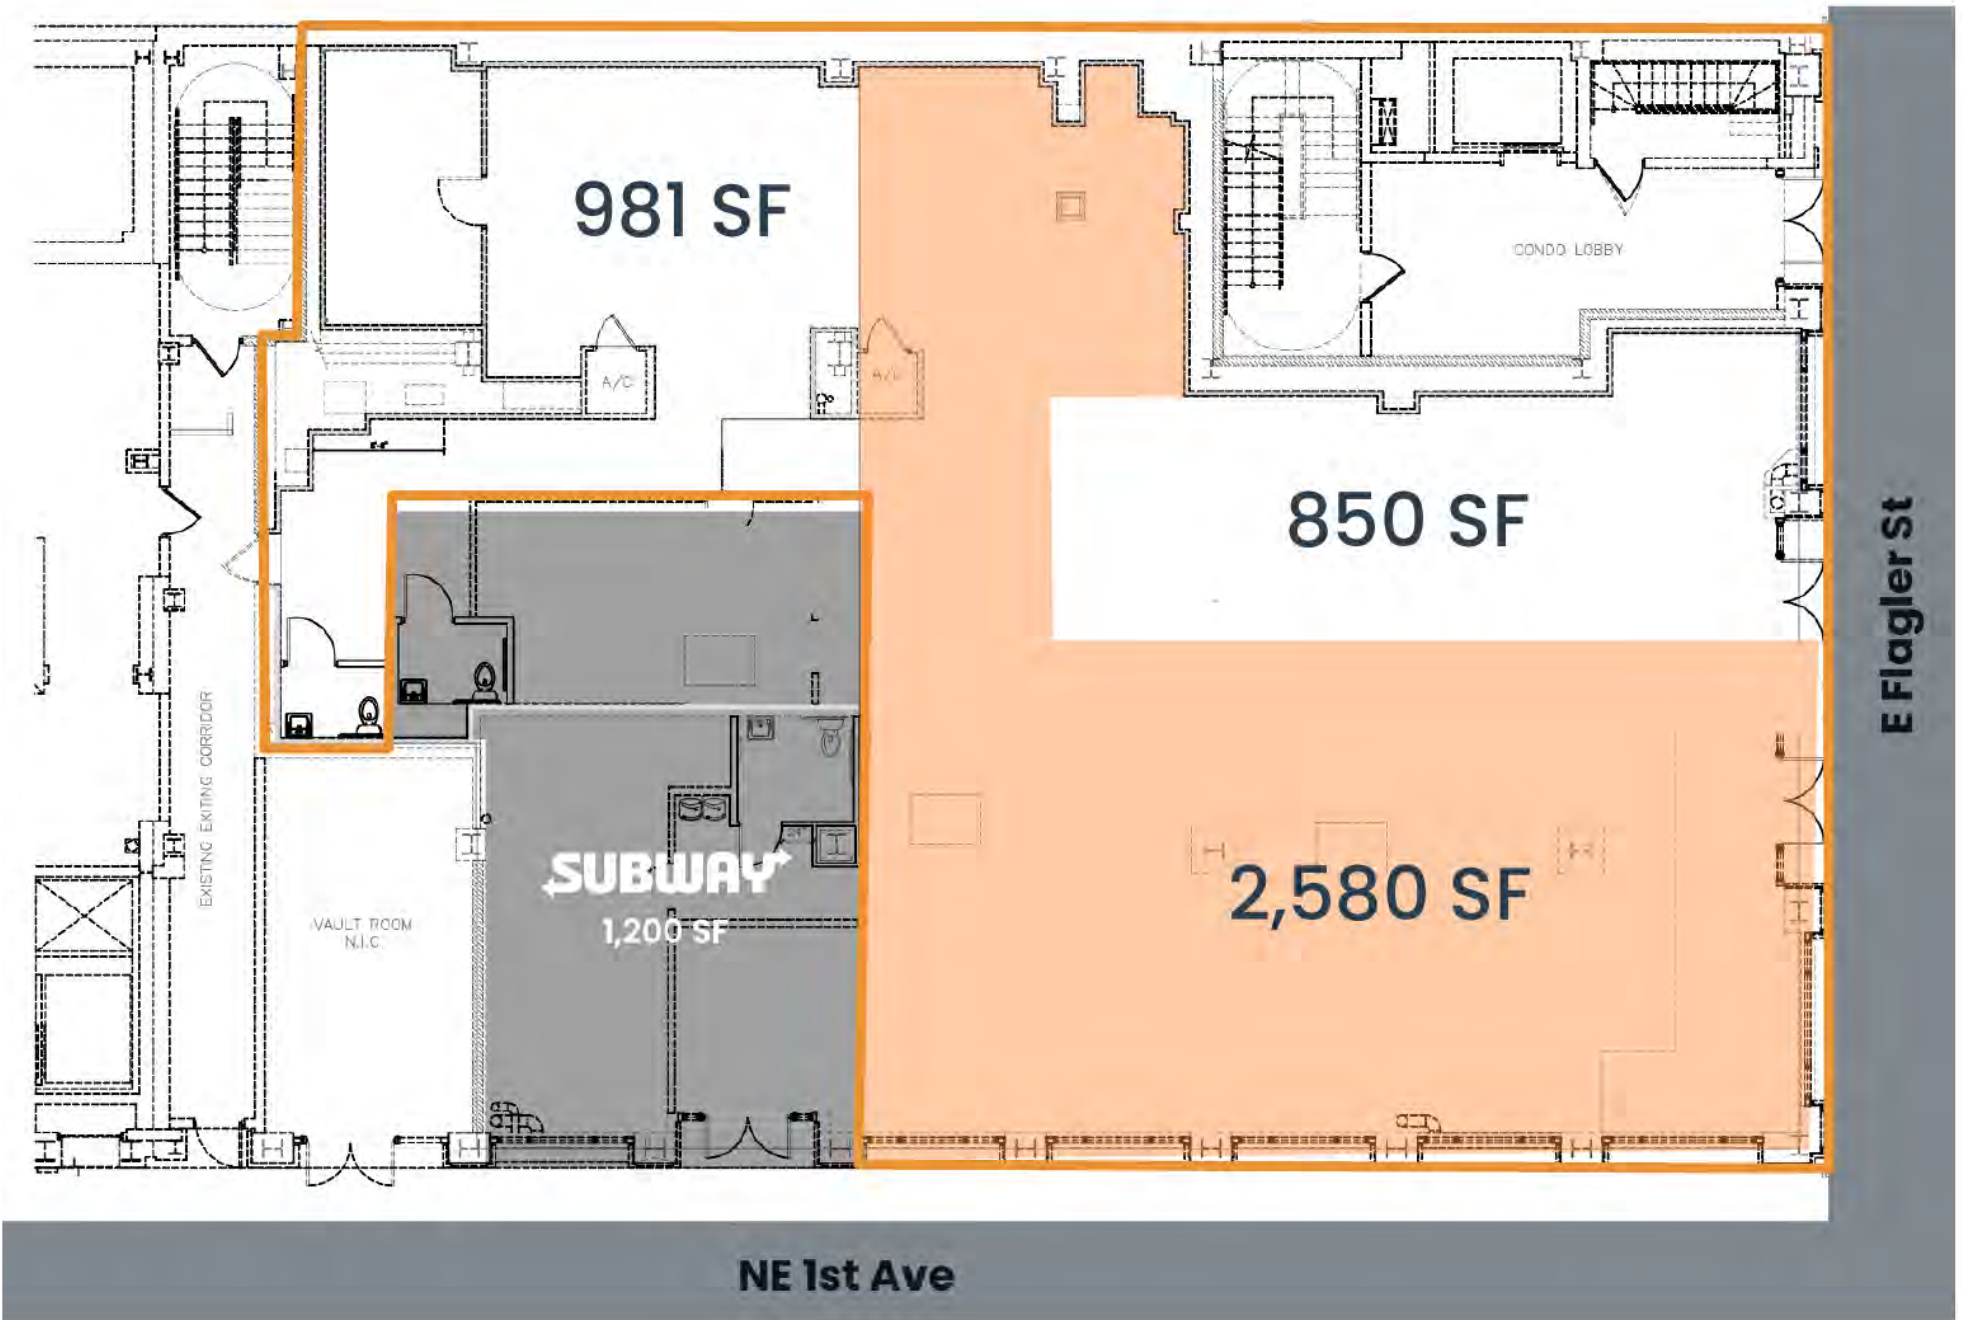 981 SF
CONDO LOBBY
A/C
A/C
850 SF
E Flagler St
EXISTING EXITING CORRIDOR
SUBWAY
1,200 SF
2,580 SF
VAULT ROOM
N.I.C
NE 1st Ave